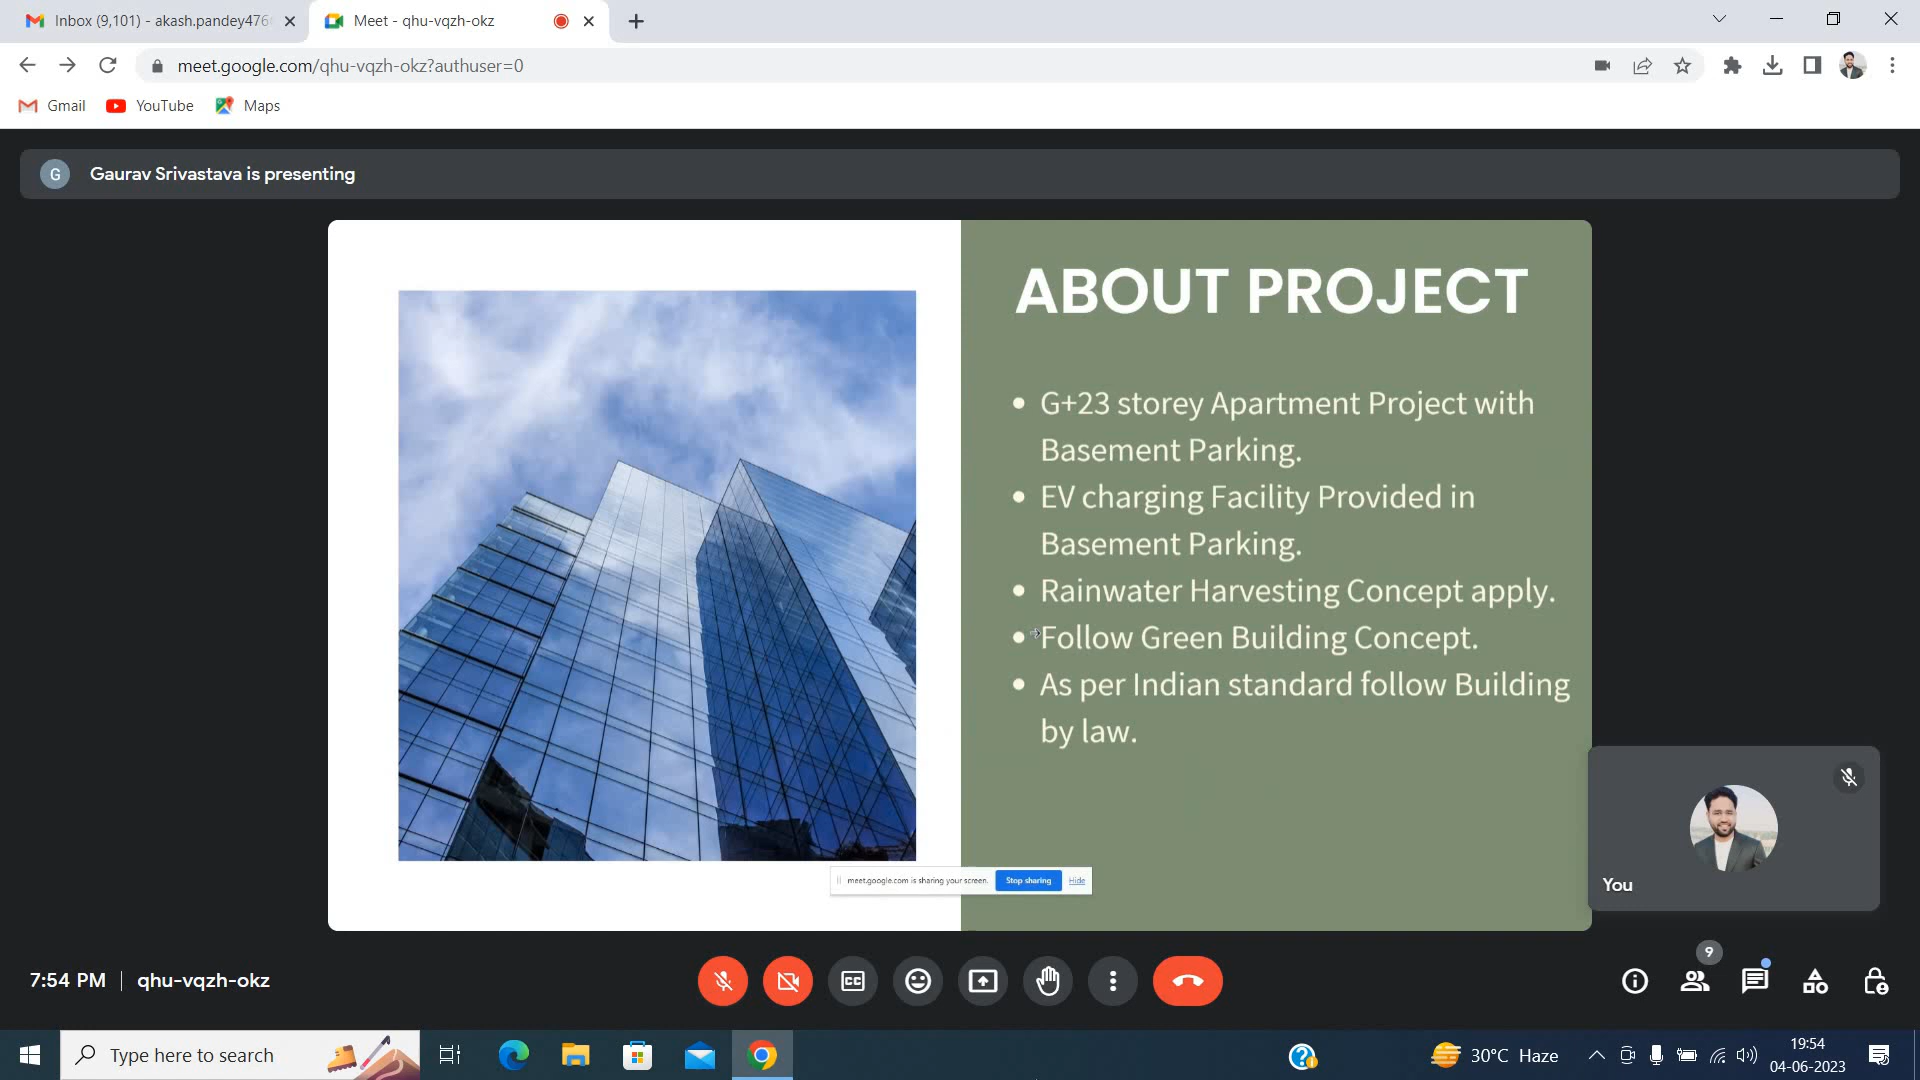 Inbox (9,101) - akash.pandey476
Meet - qhu-vqzh-okz
meet.google.com/qhu-vqzh-okz?authuser=0
Gmail
YouTube
Maps
G
Gaurav Srivastava is presenting
ABOUT PROJECT
• G+23 storey Apartment Project with
Basement Parking.
• EV charging Facility Provided in
Basement Parking.
• Rainwater Harvesting Concept apply.
• Follow Green Building Concept.
• As per Indian standard follow Building
by law.
meet.google.com is sharing your screen.
Stop sharing
Hide
You
7:54 PM
qhu-vqzh-okz
CC
9
Type here to search
30°C Haze
19:54
04-06-2023